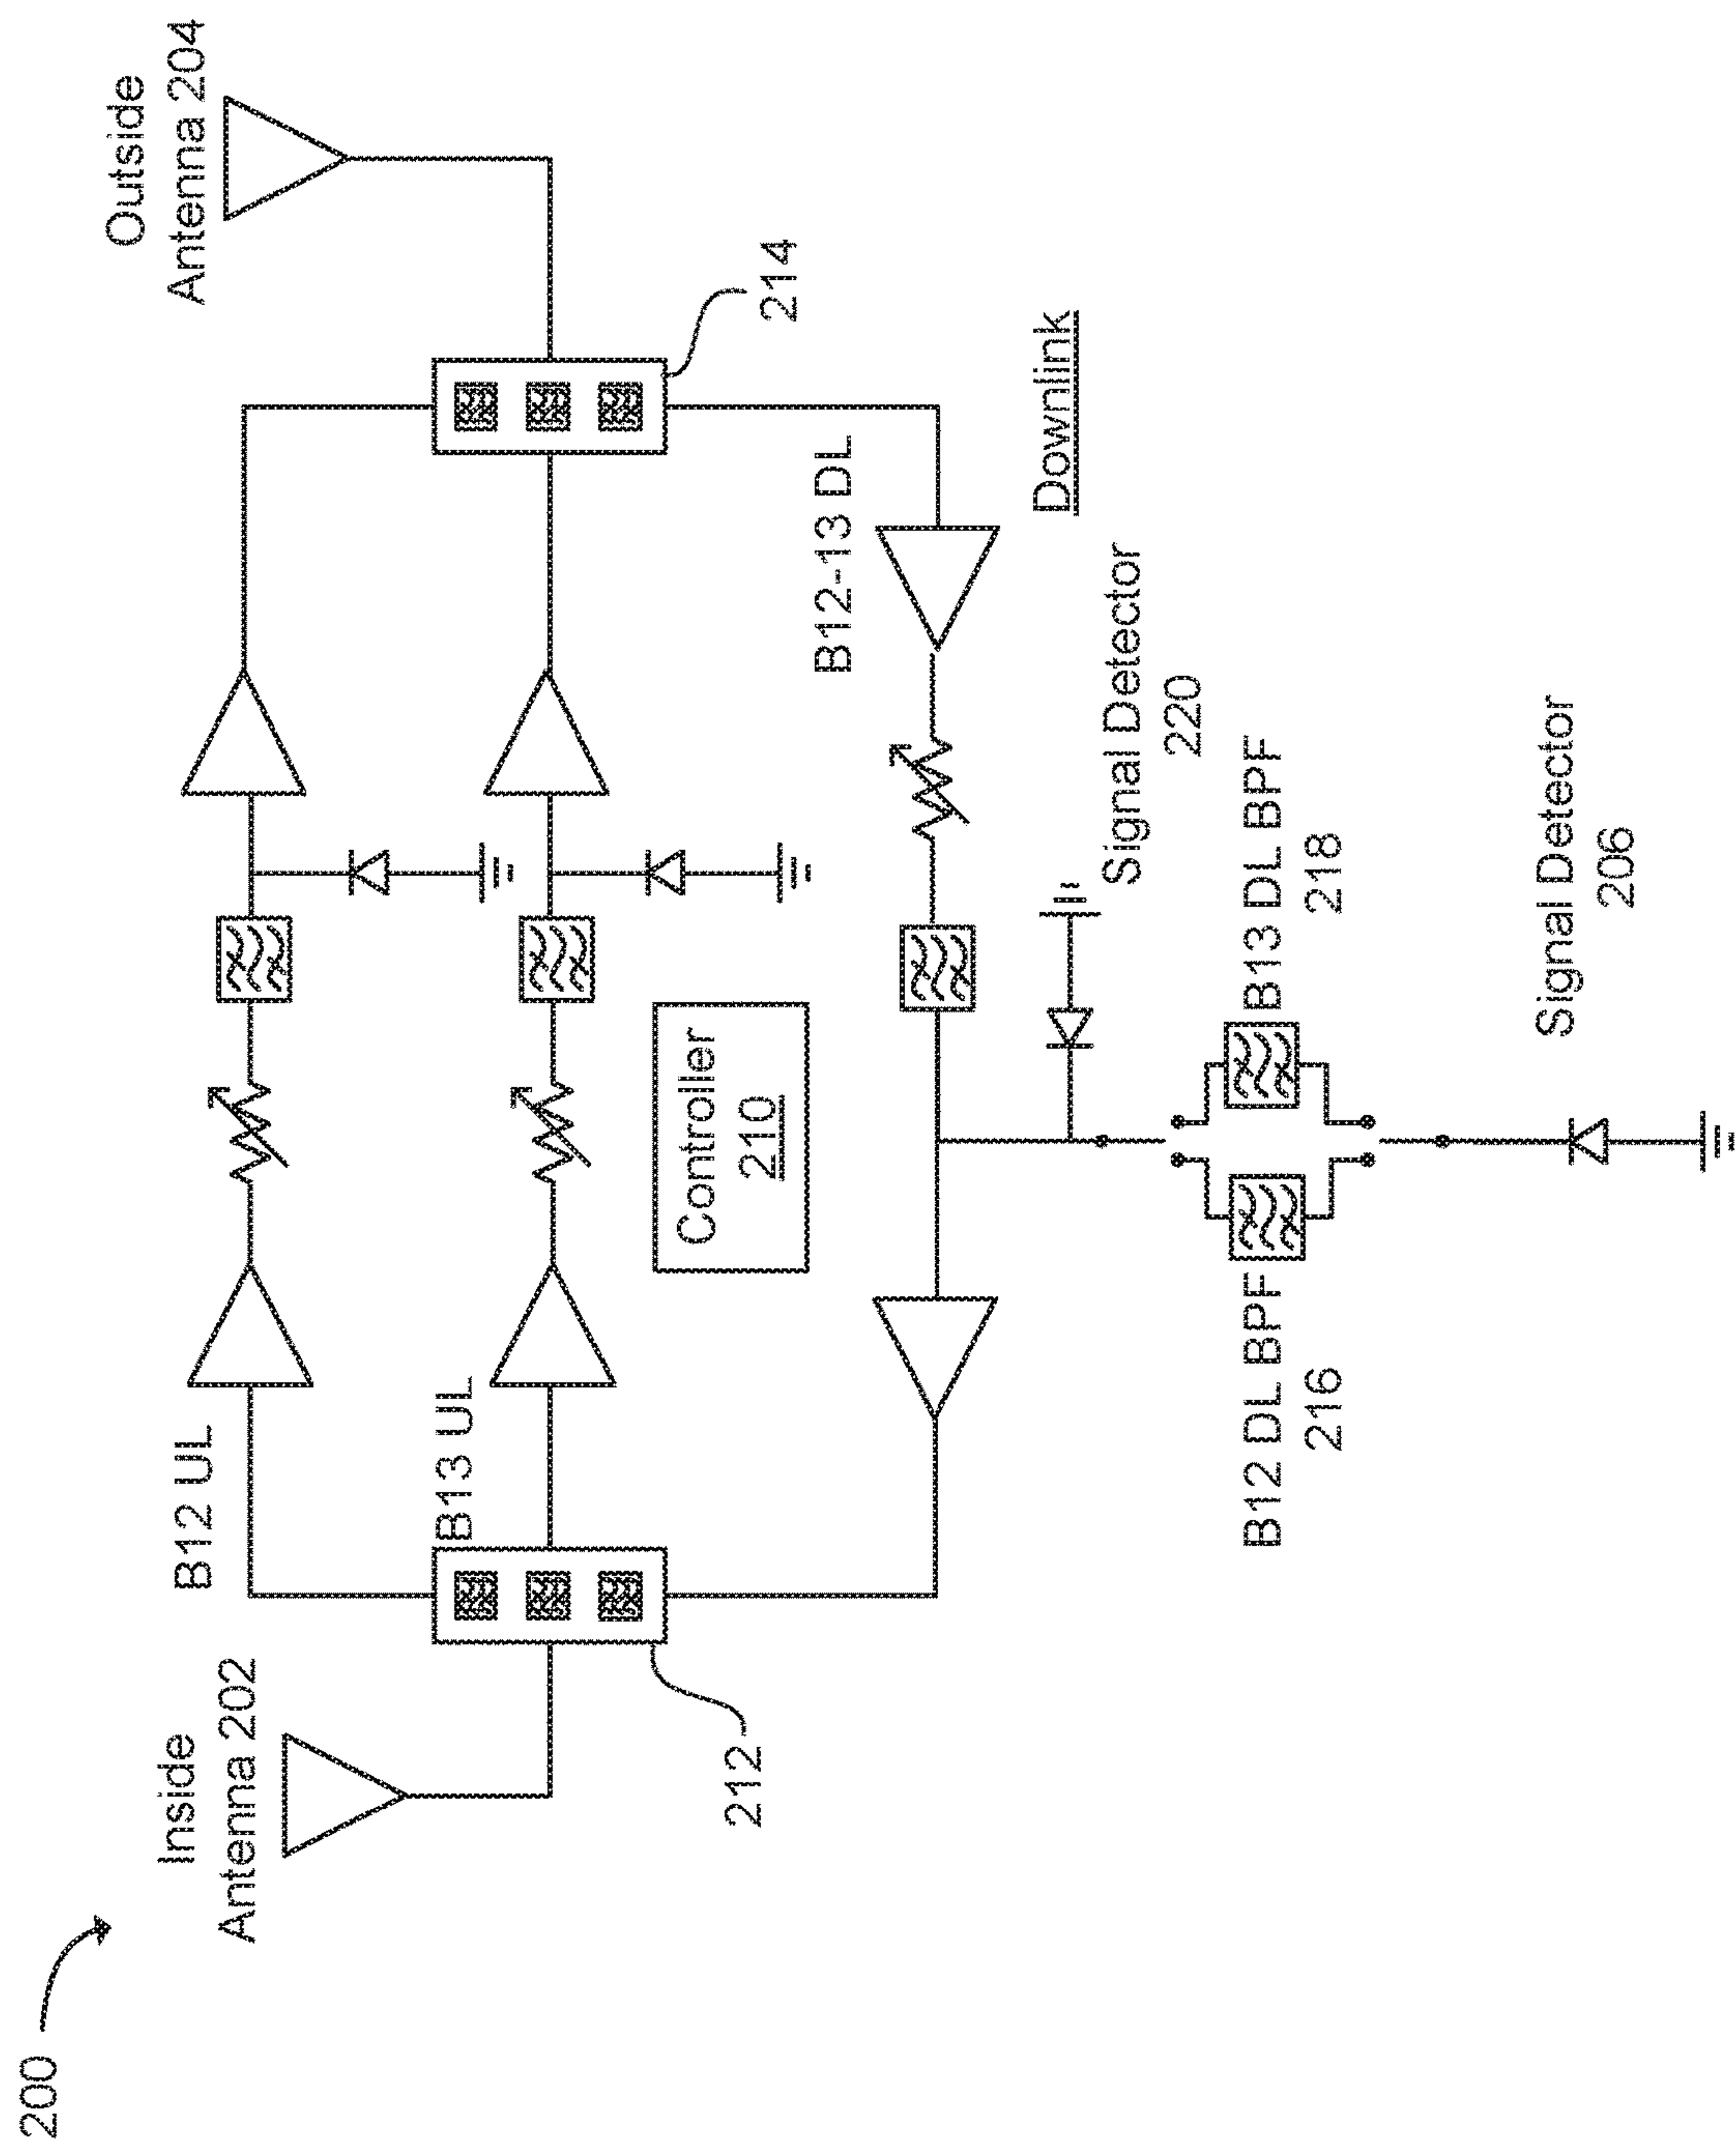 200
Inside
Antenna 202
Outside
Antenna 204
B12 UL
B13 UL
212
214
Controller
210
B12-13 DL
Downlink
Signal Detector
220
B12 DL BPF
216
B13 DL BPF
218
Signal Detector
206